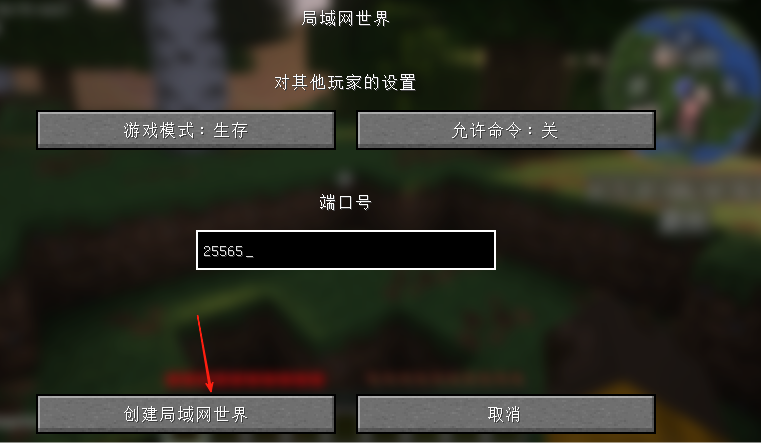 局域网世界
对其他玩家的设置
游戏模式：生存
允许命令：关
端口号
25565_
创建局域网世界
取消